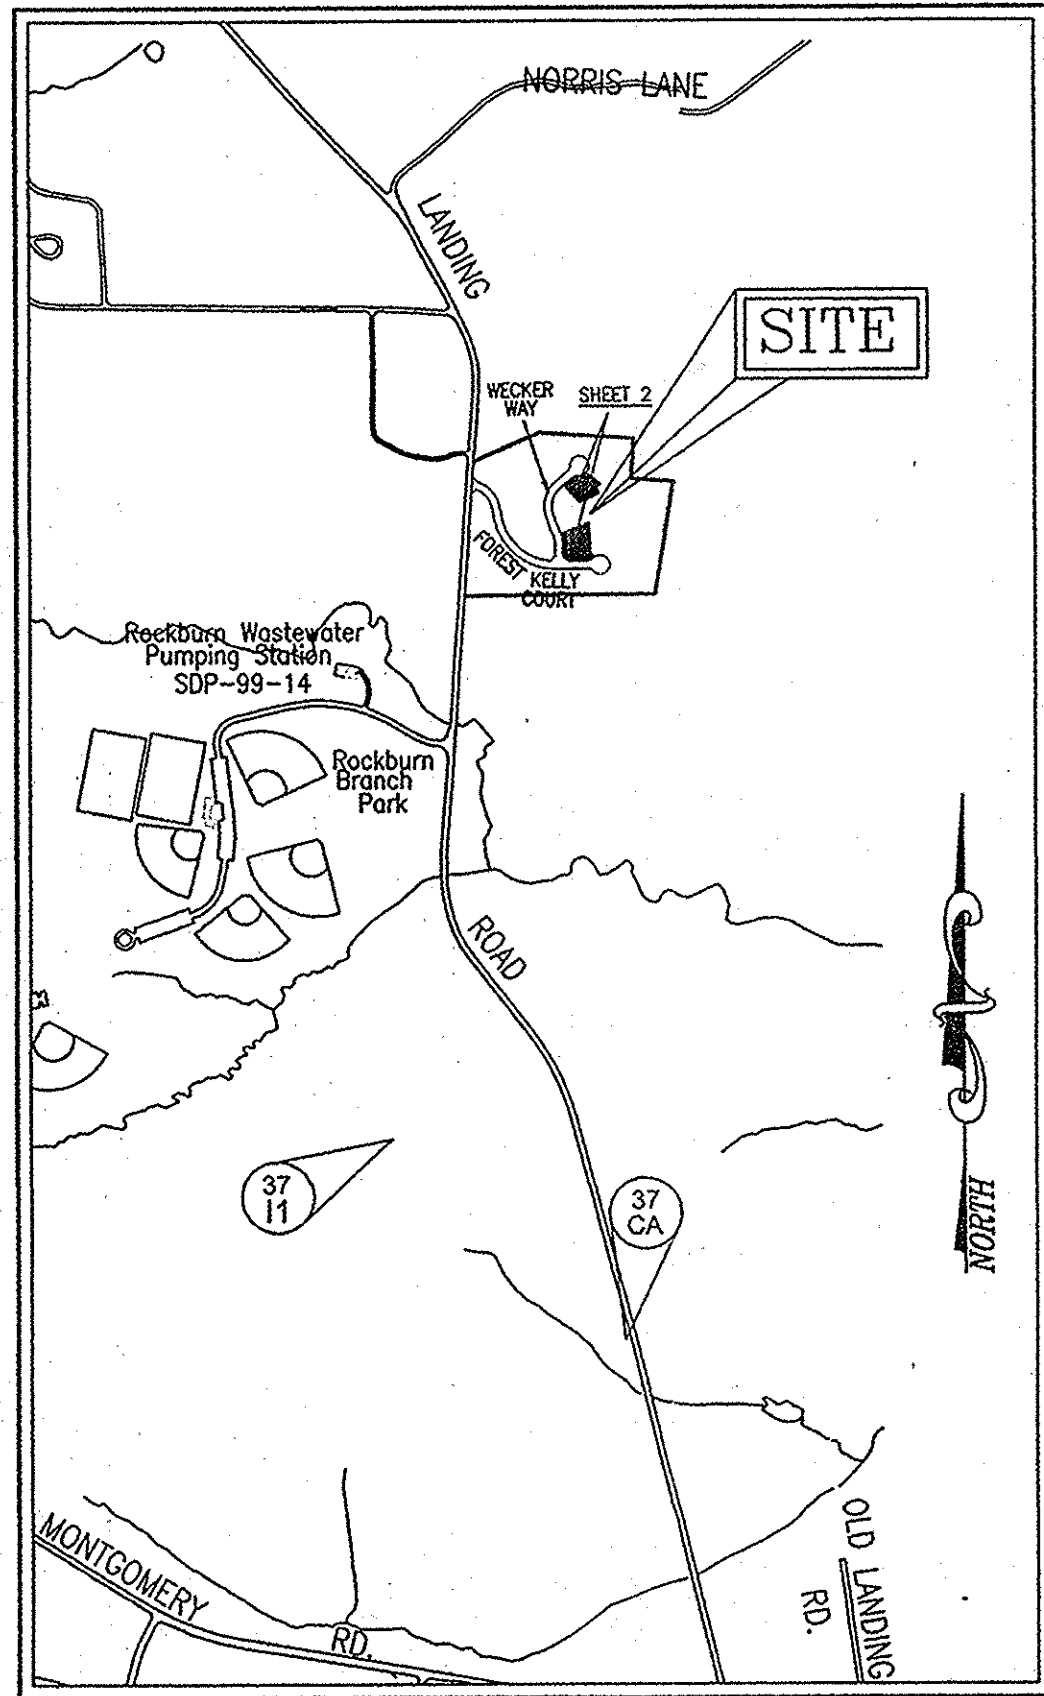 NORRIS LANE
LANDING
SITE
WECKER
WAY
SHEET 2
FOREST KELLY
COURT
Rockburn Wastewater
Pumping Station
SDP-99-14
Rockburn
Branch
Park
ROAD
37
I1
37
CA
NORTH
OLD LANDING
RD.
MONTGOMERY
RD.